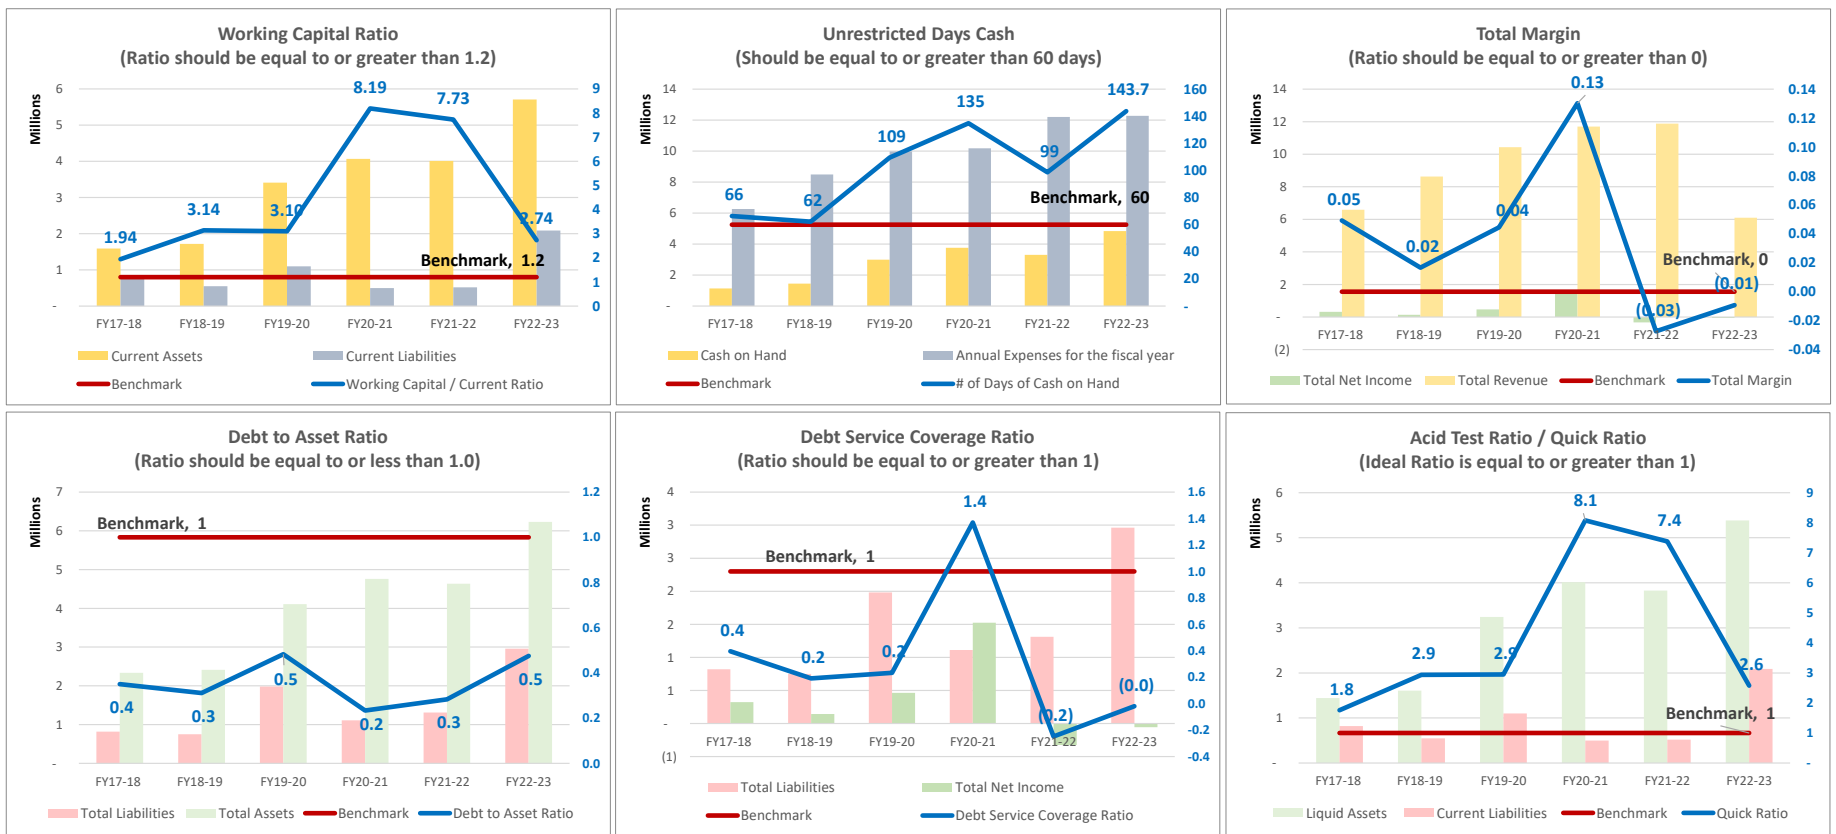 Working Capital Ratio
(Ratio should be equal to or greater than 1.2)
Millions
6
5
4
3
2
1
-
9
8
7
6
5
4
3
2
1
0
1.94
3.14
3.10
8.19
7.73
2.74
Benchmark, 1.2
FY17-18
FY18-19
FY19-20
FY20-21
FY21-22
FY22-23
Current Assets
Current Liabilities
Benchmark
Working Capital / Current Ratio
Unrestricted Days Cash
(Should be equal to or greater than 60 days)
Millions
14
12
10
8
6
4
2
-
160
140
120
100
80
60
40
20
-
66
62
109
135
99
143.7
Benchmark, 60
FY17-18
FY18-19
FY19-20
FY20-21
FY21-22
FY22-23
Cash on Hand
Annual Expenses for the fiscal year
Benchmark
# of Days of Cash on Hand
Total Margin
(Ratio should be equal to or greater than 0)
Millions
14
12
10
8
6
4
2
-
(2)
0.14
0.12
0.10
0.08
0.06
0.04
0.02
0.00
-0.02
-0.04
0.05
0.02
0.04
0.13
(0.03)
(0.01)
Benchmark, 0
FY17-18
FY18-19
FY19-20
FY20-21
FY21-22
FY22-23
Total Net Income
Total Revenue
Benchmark
Total Margin
Debt to Asset Ratio
(Ratio should be equal to or less than 1.0)
Millions
7
6
5
4
3
2
1
-
1.2
1.0
0.8
0.6
0.4
0.2
0.0
Benchmark, 1
0.4
0.3
0.5
0.2
0.3
0.5
FY17-18
FY18-19
FY19-20
FY20-21
FY21-22
FY22-23
Total Liabilities
Total Assets
Benchmark
Debt to Asset Ratio
Debt Service Coverage Ratio
(Ratio should be equal to or greater than 1)
Millions
4
3
3
2
2
1
1
-
(1)
1.6
1.4
1.2
1.0
0.8
0.6
0.4
0.2
0.0
-0.2
-0.4
Benchmark, 1
0.4
0.2
0.2
1.4
(0.2)
(0.0)
FY17-18
FY18-19
FY19-20
FY20-21
FY21-22
FY22-23
Total Liabilities
Total Net Income
Benchmark
Debt Service Coverage Ratio
Acid Test Ratio / Quick Ratio
(Ideal Ratio is equal to or greater than 1)
Millions
6
5
4
3
2
1
-
9
8
7
6
5
4
3
2
1
-
1.8
2.9
2.9
8.1
7.4
2.6
Benchmark, 1
FY17-18
FY18-19
FY19-20
FY20-21
FY21-22
FY22-23
Liquid Assets
Current Liabilities
Benchmark
Quick Ratio